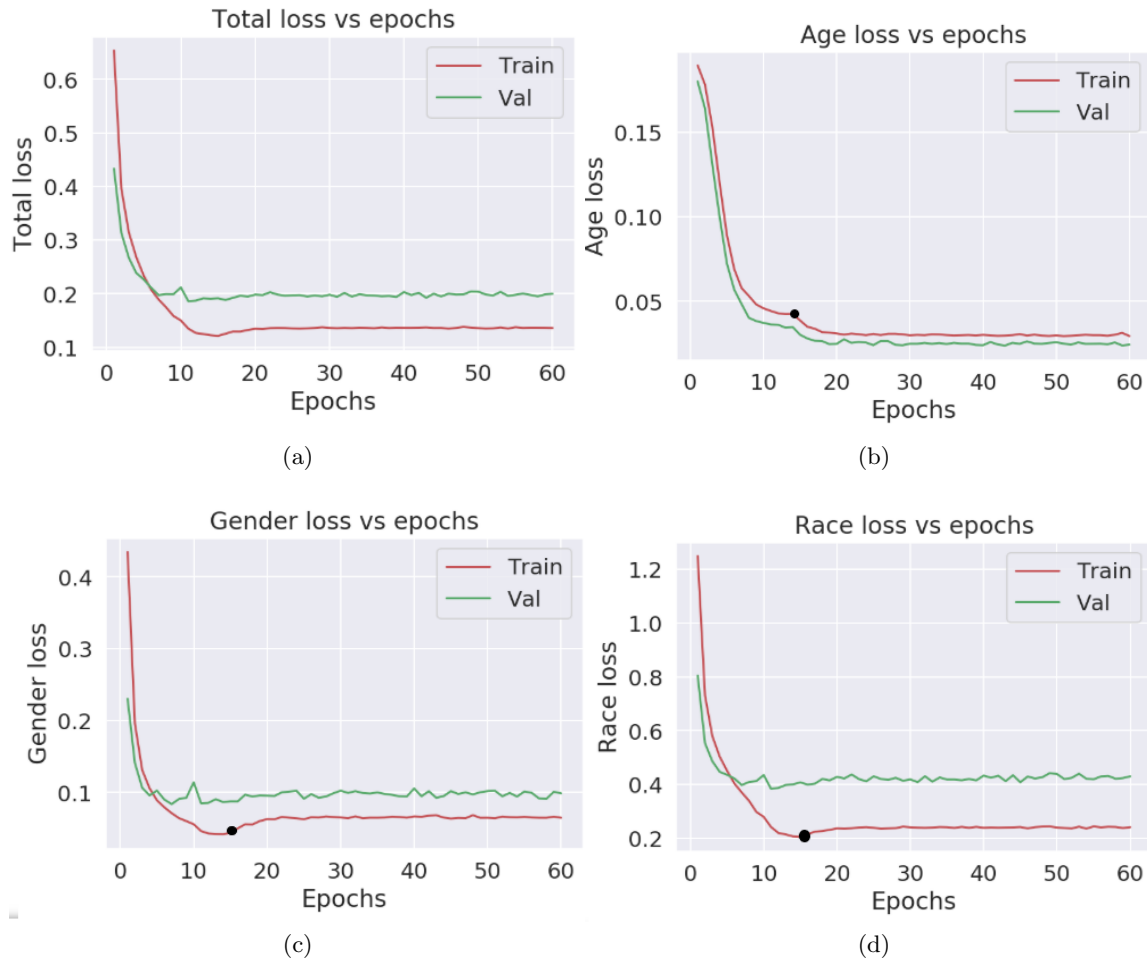 Total loss vs epochs
Total loss
0.6
0.5
0.4
0.3
0.2
0.1
Train
Val
0 10 20 30 40 50 60
Epochs
(a)
Age loss vs epochs
Age loss
0.15
0.10
0.05
Train
Val
0 10 20 30 40 50 60
Epochs
(b)
Gender loss vs epochs
Gender loss
0.4
0.3
0.2
0.1
Train
Val
0 10 20 30 40 50 60
Epochs
(c)
Race loss vs epochs
Race loss
1.2
1.0
0.8
0.6
0.4
0.2
Train
Val
0 10 20 30 40 50 60
Epochs
(d)